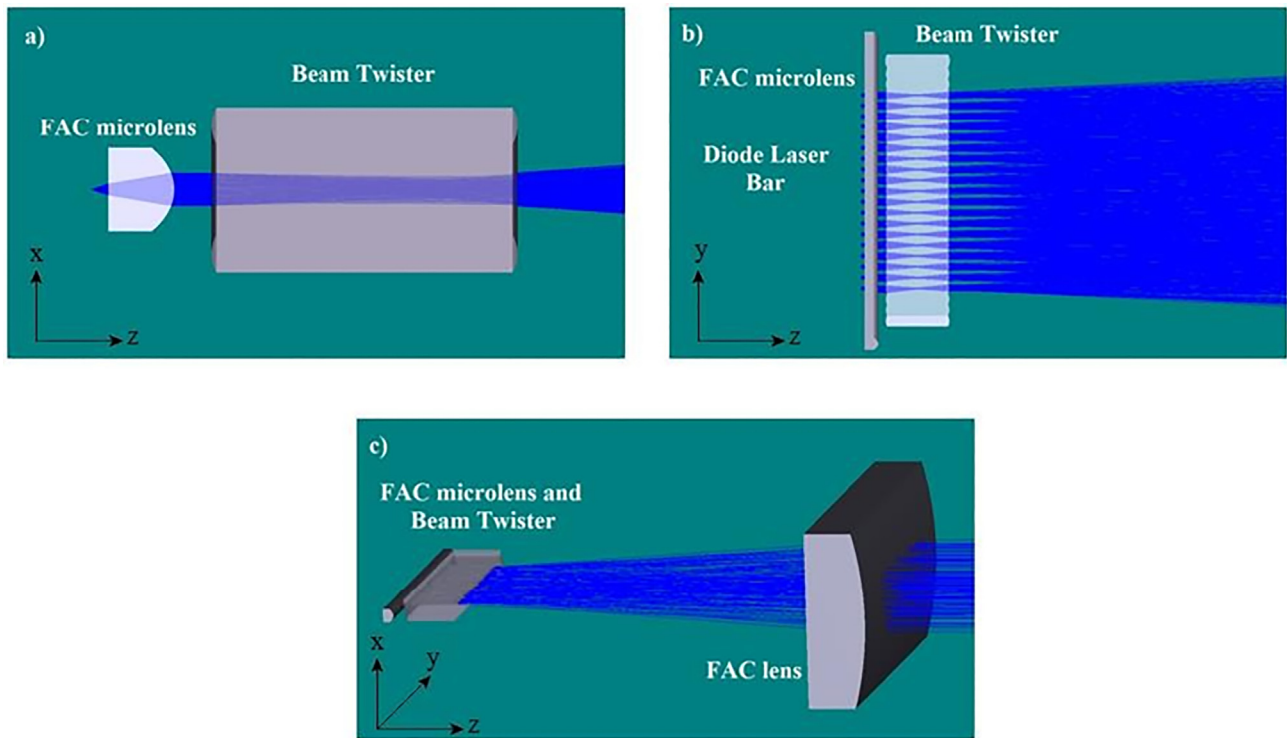 a)
Beam Twister
FAC microlens
x
z
b)
Beam Twister
FAC microlens
Diode Laser
Bar
y
z
c)
FAC microlens and
Beam Twister
x
y
z
FAC lens